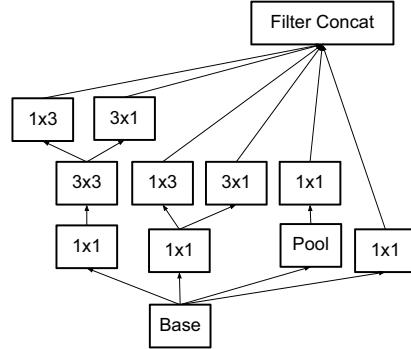 Filter Concat
1x3 3x1
3x3 1x3 3x1 1x1
1x1 1x1 Pool 1x1
Base